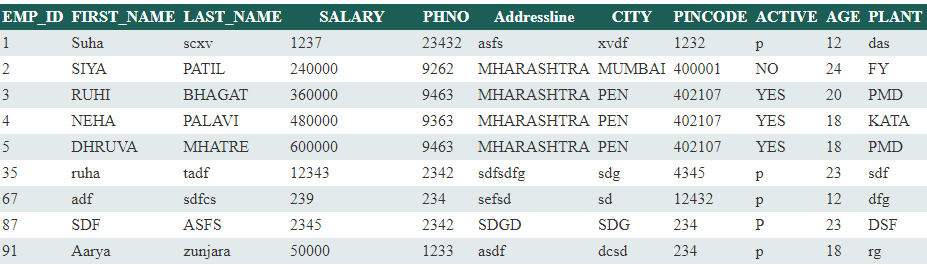 EMP_ID FIRST_NAME LAST_NAME SALARY PHNO Addressline CITY PINCODE ACTIVE AGE PLANT
1 Suha scxv 1237 23432 asfs xvdf 1232 p 12 das
2 SIYA PATIL 240000 9262 MHARASHTRA MUMBAI 400001 NO 24 FY
3 RUHI BHAGAT 360000 9463 MHARASHTRA PEN 402107 YES 20 PMD
4 NEHA PALAVI 480000 9363 MHARASHTRA PEN 402107 YES 18 KATA
5 DHRUVA MHATRE 600000 9463 MHARASHTRA PEN 402107 YES 18 PMD
35 ruha tadf 12343 2342 sdfsdfg sdg 4345 p 23 sdf
67 adf sdfcs 239 234 sefsd sd 12432 p 12 dfg
87 SDF ASFS 2345 2342 SDGD SDG 234 P 23 DSF
91 Aarya zunjara 50000 1233 asdf dcsd 234 p 18 rg